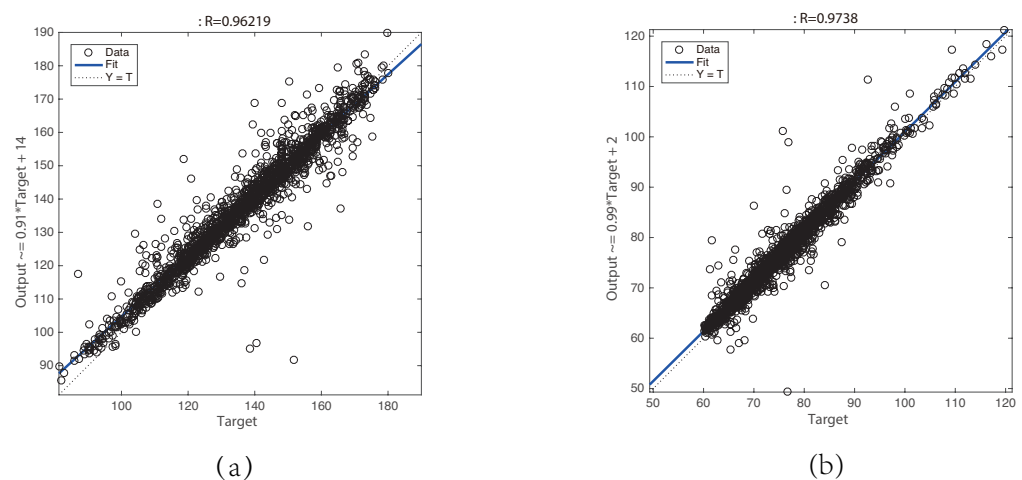 : R=0.96219
190
180
170
160
150
140
130
120
110
100
90
Output ~= 0.91*Target + 14
Data
Fit
Y = T
100 120 140 160 180
Target
(a)
: R=0.9738
120
110
100
90
80
70
60
50
Output ~= 0.99*Target + 2
Data
Fit
Y = T
50 60 70 80 90 100 110 120
Target
(b)